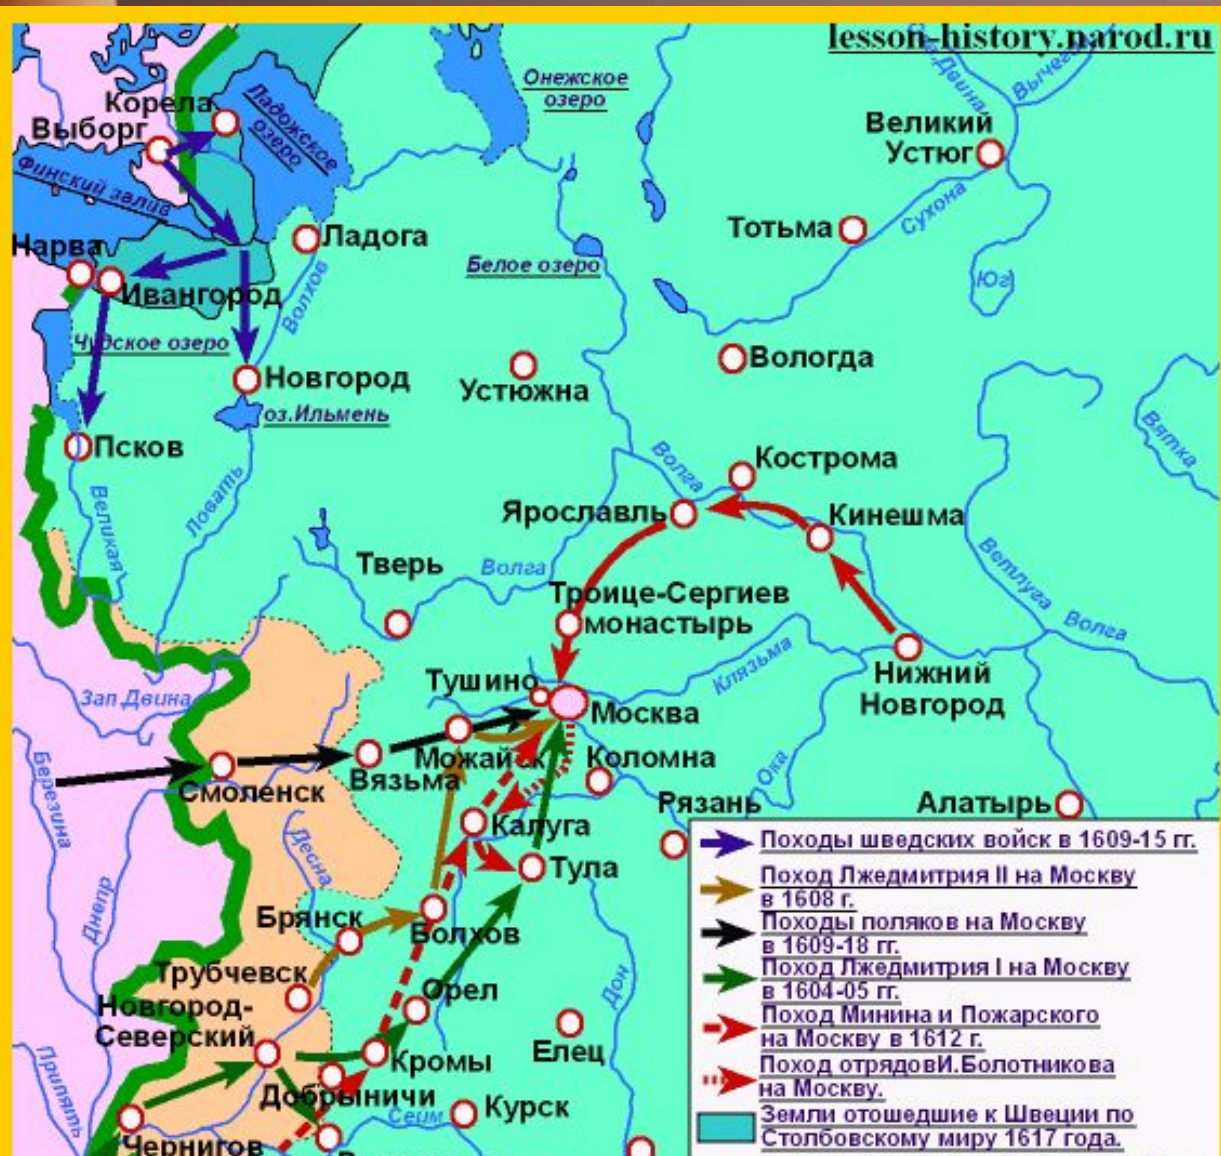 lesson-history.narod.ru
Онежское
озеро
Сев.Двина
Вычегда
Корела
Выборг
Ладожское
озеро
Финский залив
Великий
Устюг
Сухона
Тотьма
Юг
Нарва
Ивангород
Ладога
Волхов
Белое озеро
Чудское озеро
Новгород
оз.Ильмень
Устюжна
Вологда
Псков
Великая
Ловать
Волга
Кострома
Вятка
Ярославль
Кинешма
Ветлуга
Волга
Тверь
Волга
Троице-Сергиев
монастырь
Клязьма
Нижний
Новгород
Зап.Двина
Тушино
Москва
Можайск
Коломна
Ока
Березина
Смоленск
Вязьма
Рязань
Алатырь
Калуга
Тула
Десна
Днепр
Брянск
Болхов
Трубчевск
Новгород-
Северский
Орел
Дон
Кромы
Елец
Припять
Добрыничи
Сейм
Курск
Чернигов
Походы шведских войск в 1609-15 гг.
Поход Лжедмитрия II на Москву
в 1608 г.
Походы поляков на Москву
в 1609-18 гг.
Поход Лжедмитрия I на Москву
в 1604-05 гг.
Поход Минина и Пожарского
на Москву в 1612 г.
Поход отрядовИ.Болотникова
на Москву.
Земли отошедшие к Швеции по
Столбовскому миру 1617 года.